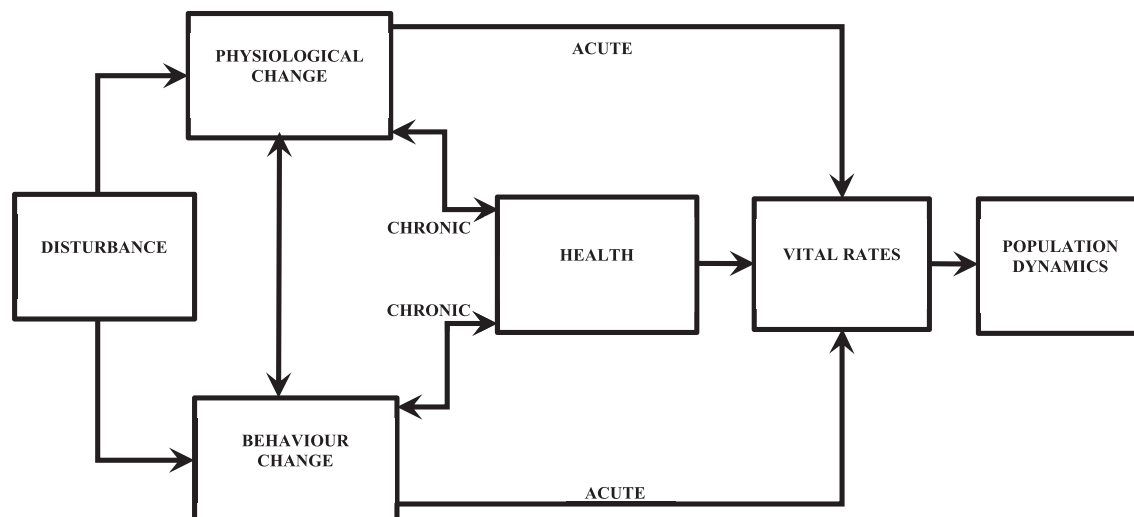 PHYSIOLOGICAL
CHANGE
ACUTE
DISTURBANCE
CHRONIC
HEALTH
VITAL RATES
POPULATION
DYNAMICS
CHRONIC
BEHAVIOUR
CHANGE
ACUTE